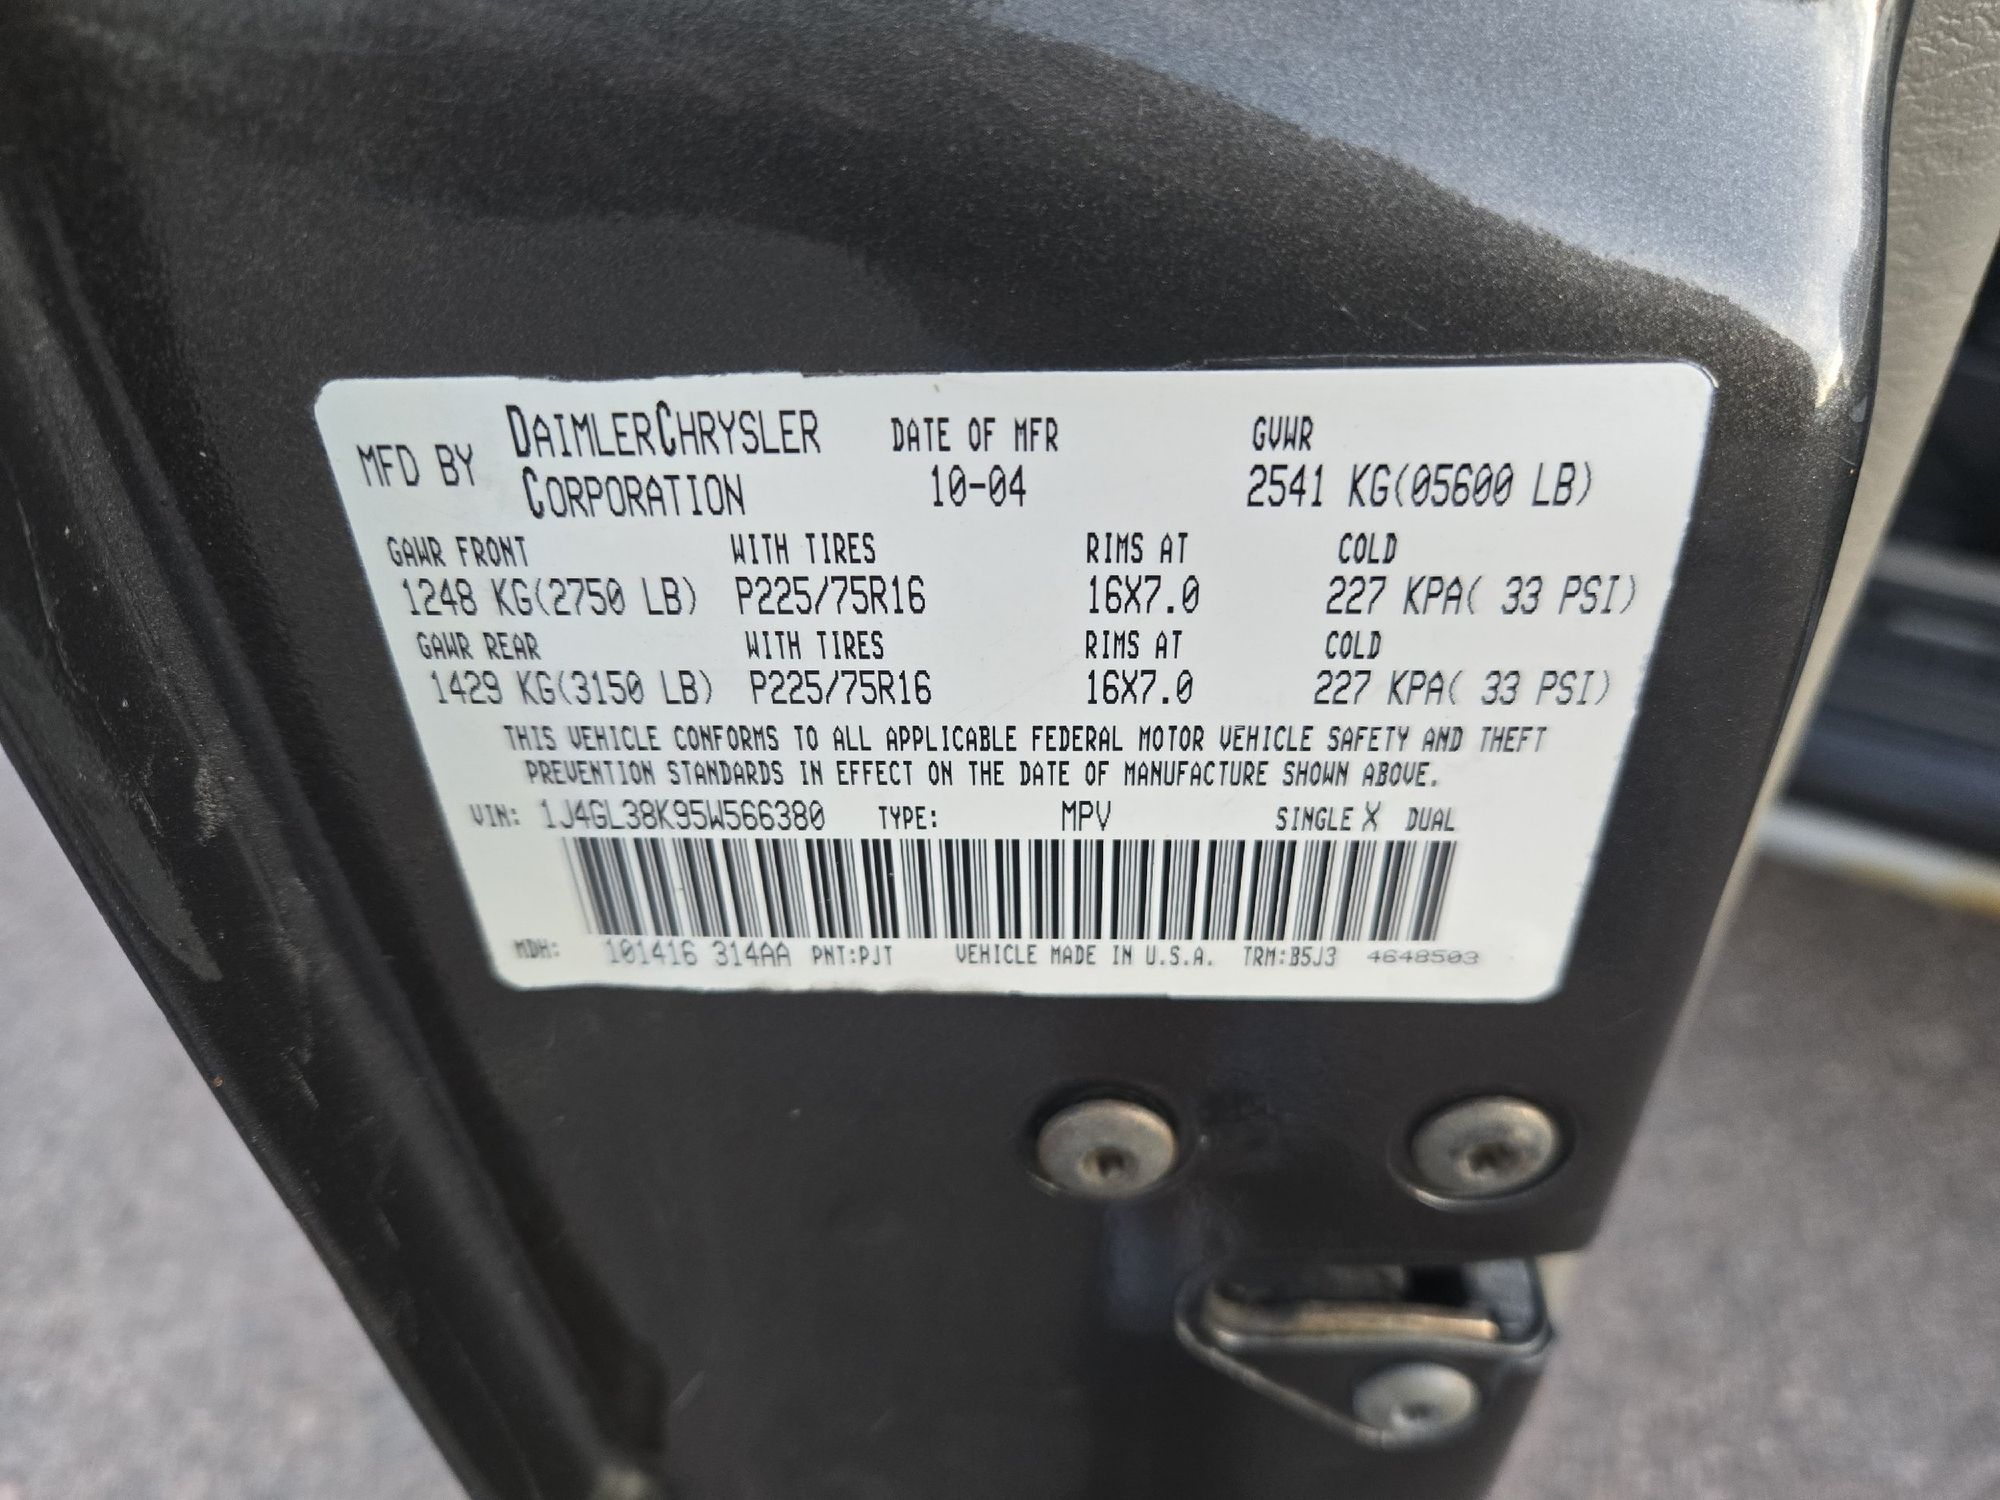 MFD BY DAIMLERCHRYSLER CORPORATION DATE OF MFR 10-04 GVWR 2541 KG(05600 LB)
GAWR FRONT WITH TIRES RIMS AT COLD
1248 KG(2750 LB) P225/75R16 16X7.0 227 KPA( 33 PSI)
GAWR REAR WITH TIRES RIMS AT COLD
1429 KG(3150 LB) P225/75R16 16X7.0 227 KPA( 33 PSI)
THIS VEHICLE CONFORMS TO ALL APPLICABLE FEDERAL MOTOR VEHICLE SAFETY AND THEFT
PREVENTION STANDARDS IN EFFECT ON THE DATE OF MANUFACTURE SHOWN ABOVE.
VIN: 1J4GL38K95W566380 TYPE: MPV SINGLE X DUAL
MDH: 101416 314AA PNT:PJT VEHICLE MADE IN U.S.A. TRM:B5J3 4648503